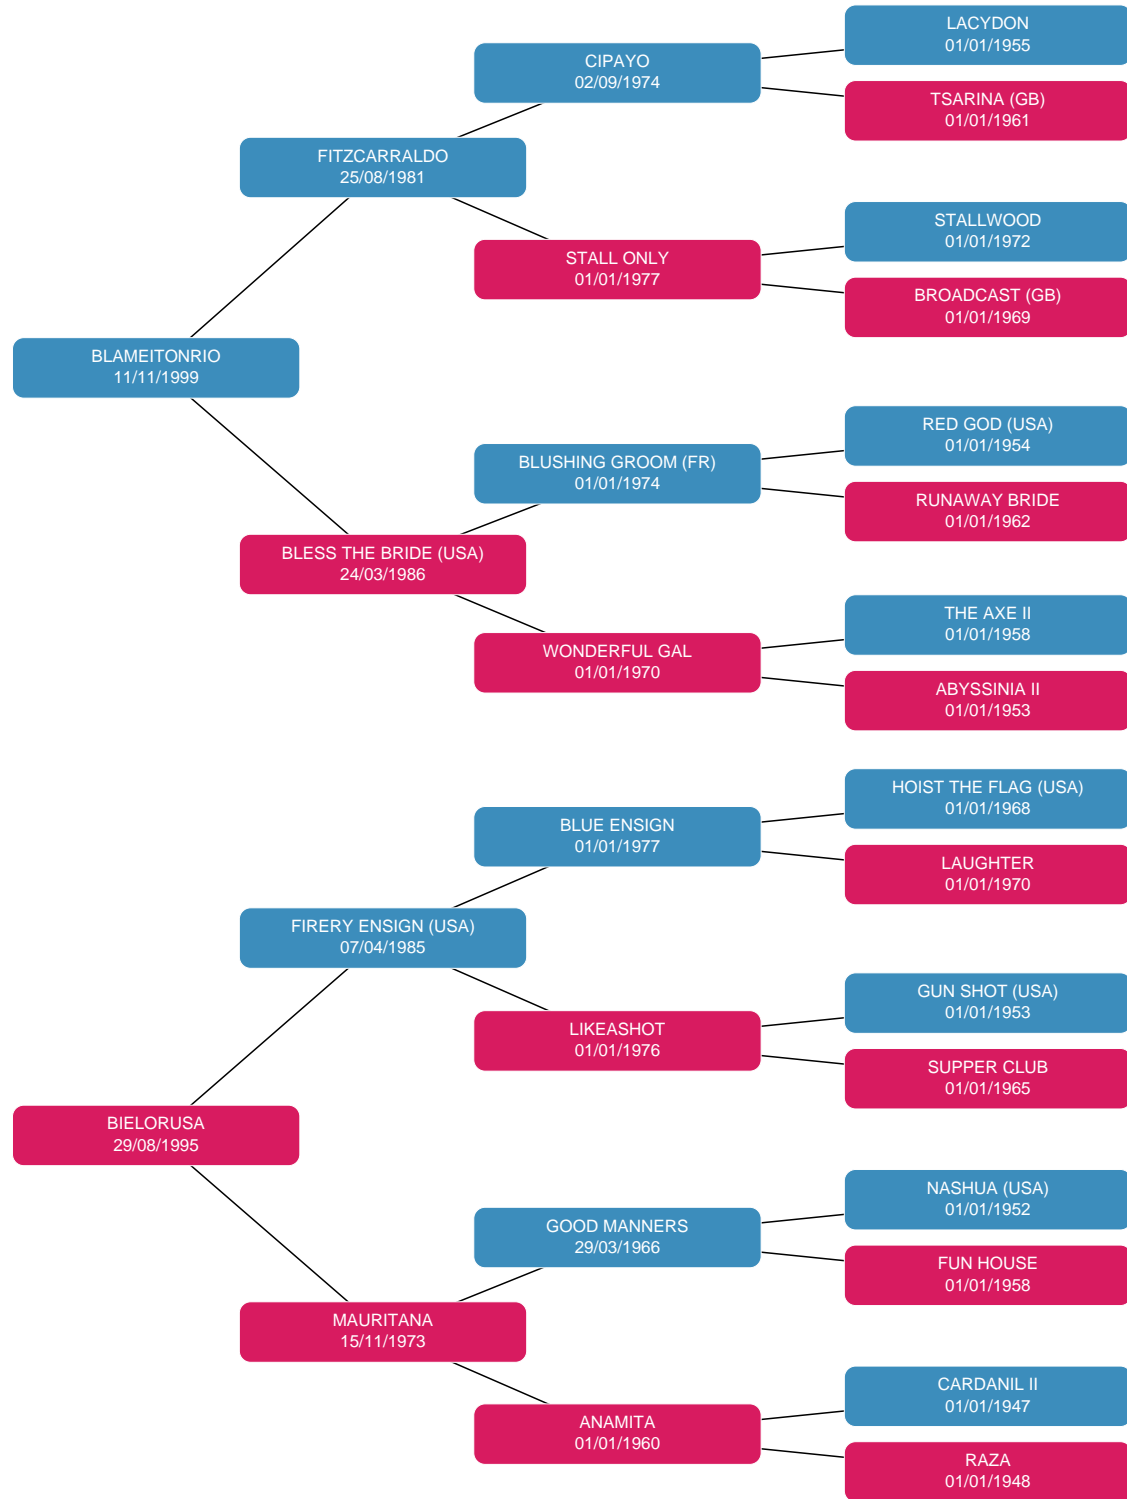 LACYDON
01/01/1955
CIPAYO
02/09/1974
TSARINA (GB)
01/01/1961
FITZCARRALDO
25/08/1981
STALLWOOD
01/01/1972
STALL ONLY
01/01/1977
BROADCAST (GB)
01/01/1969
BLAMEITONRIO
11/11/1999
RED GOD (USA)
01/01/1954
BLUSHING GROOM (FR)
01/01/1974
RUNAWAY BRIDE
01/01/1962
BLESS THE BRIDE (USA)
24/03/1986
THE AXE II
01/01/1958
WONDERFUL GAL
01/01/1970
ABYSSINIA II
01/01/1953
HOIST THE FLAG (USA)
01/01/1968
BLUE ENSIGN
01/01/1977
LAUGHTER
01/01/1970
FIRERY ENSIGN (USA)
07/04/1985
GUN SHOT (USA)
01/01/1953
LIKEASHOT
01/01/1976
SUPPER CLUB
01/01/1965
BIELORUSA
29/08/1995
NASHUA (USA)
01/01/1952
GOOD MANNERS
29/03/1966
FUN HOUSE
01/01/1958
MAURITANA
15/11/1973
CARDANIL II
01/01/1947
ANAMITA
01/01/1960
RAZA
01/01/1948